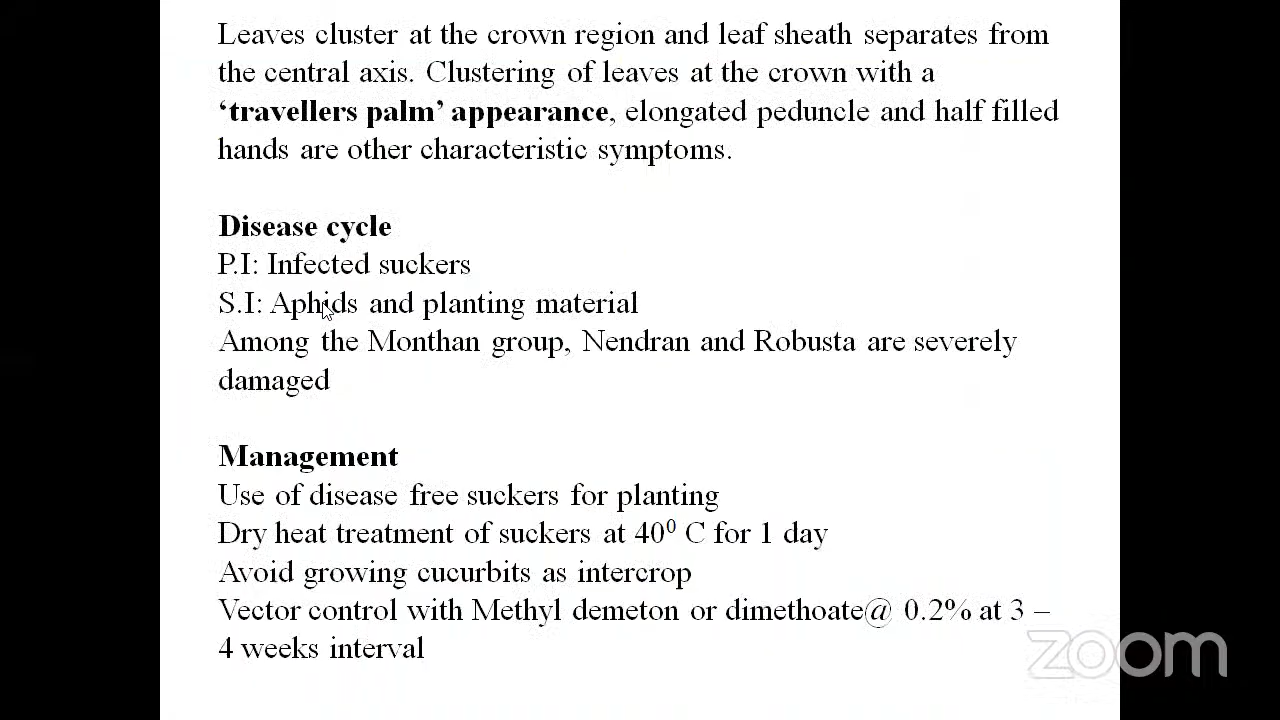 Leaves cluster at the crown region and leaf sheath separates from
the central axis. Clustering of leaves at the crown with a
‘travellers palm’ appearance, elongated peduncle and half filled
hands are other characteristic symptoms.
Disease cycle
P.I: Infected suckers
S.I: Aphids and planting material
Among the Monthan group, Nendran and Robusta are severely
damaged
Management
Use of disease free suckers for planting
Dry heat treatment of suckers at 40⁰ C for 1 day
Avoid growing cucurbits as intercrop
Vector control with Methyl demeton or dimethoate@ 0.2% at 3 –
4 weeks interval
zoom